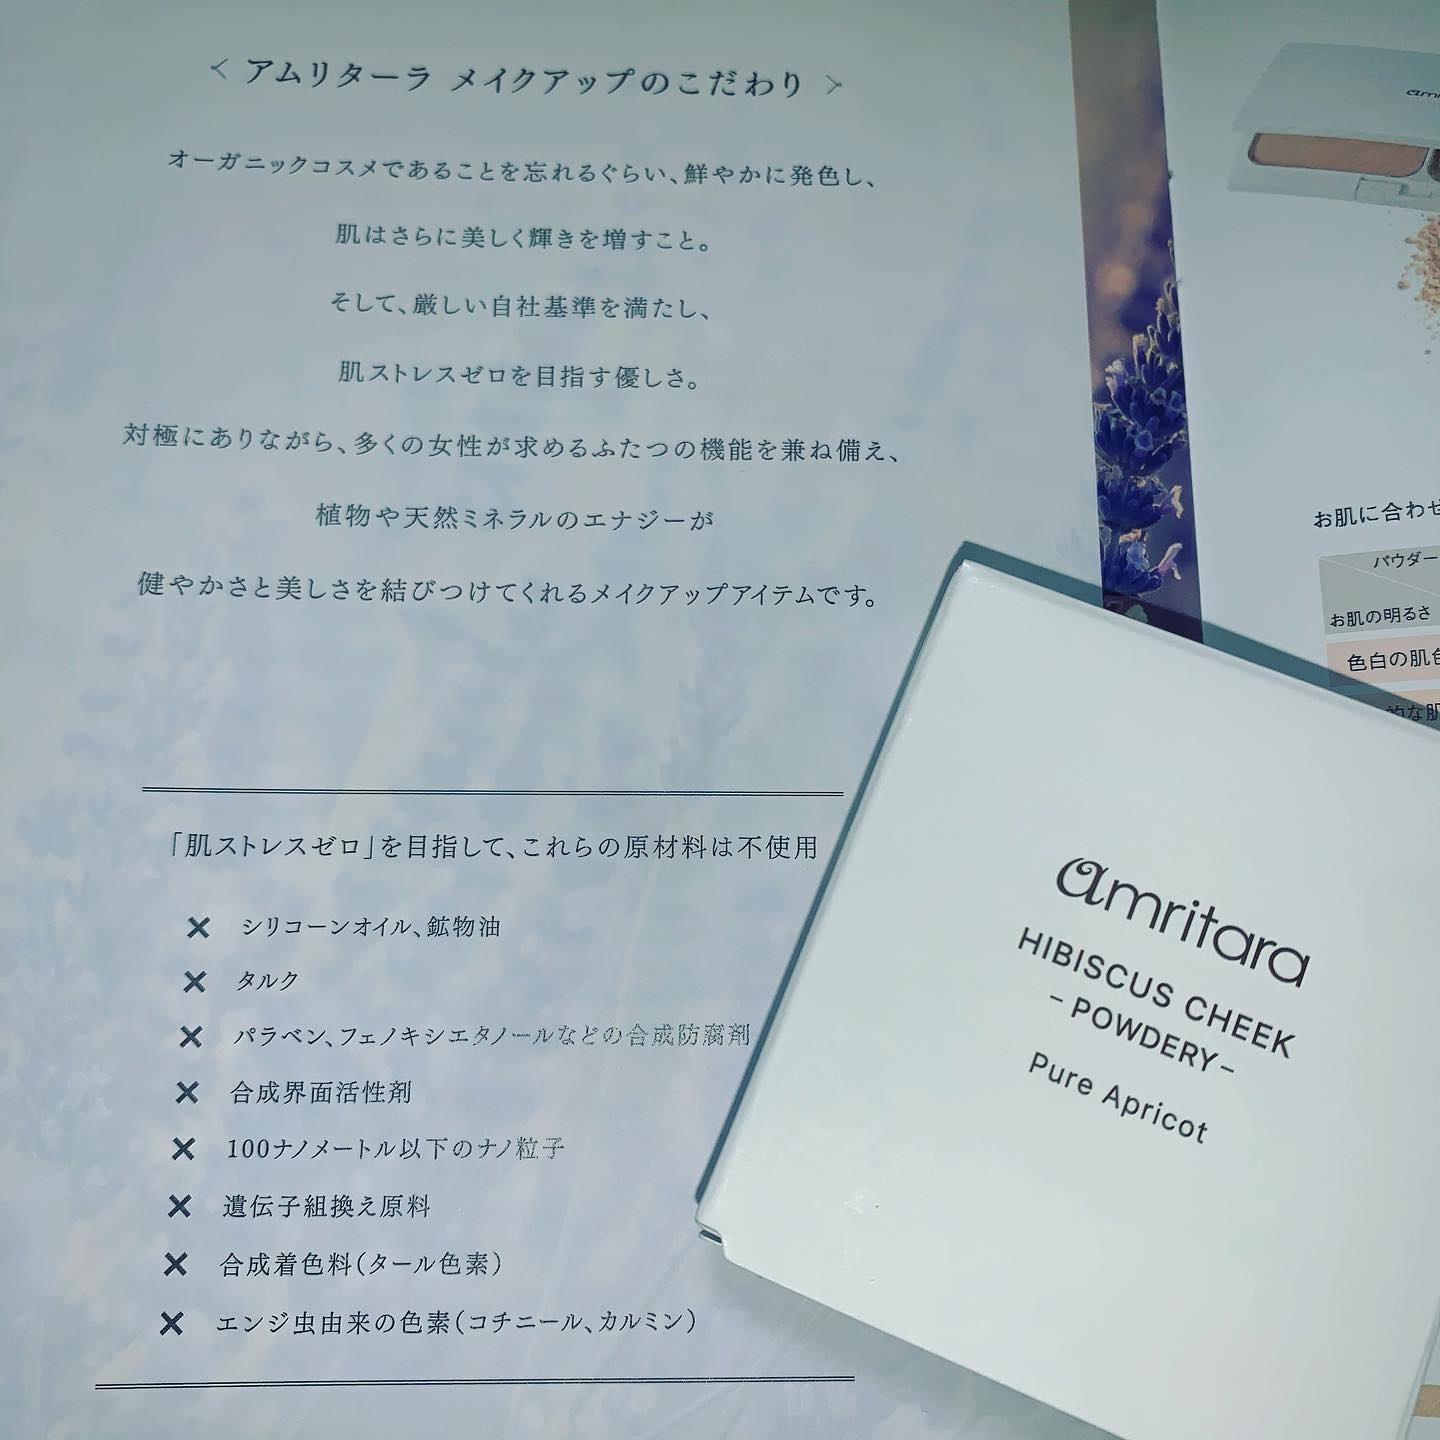 < アムリターラ メイクアップのこだわり >
オーガニックコスメであることを忘れるぐらい、鮮やかに発色し、
肌はさらに美しく輝きを増すこと。
そして、厳しい自社基準を満たし、
肌ストレスゼロを目指す優しさ。
対極にありながら、多くの女性が求めるふたつの機能を兼ね備え、
植物や天然ミネラルのエナジーが
健やかさと美しさを結びつけてくれるメイクアップアイテムです。
「肌ストレスゼロ」を目指して、これらの原材料は不使用
× シリコーンオイル、鉱物油
× タルク
× パラベン、フェノキシエタノールなどの合成防腐剤
× 合成界面活性剤
× 100ナノメートル以下のナノ粒子
× 遺伝子組換え原料
× 合成着色料(タール色素)
× エンジ虫由来の色素(コチニール、カルミン)
お肌に合わせ
パウダー
お肌の明るさ
色白の肌色
的な肌
amritara
HIBISCUS CHEEK
- POWDERY -
Pure Apricot